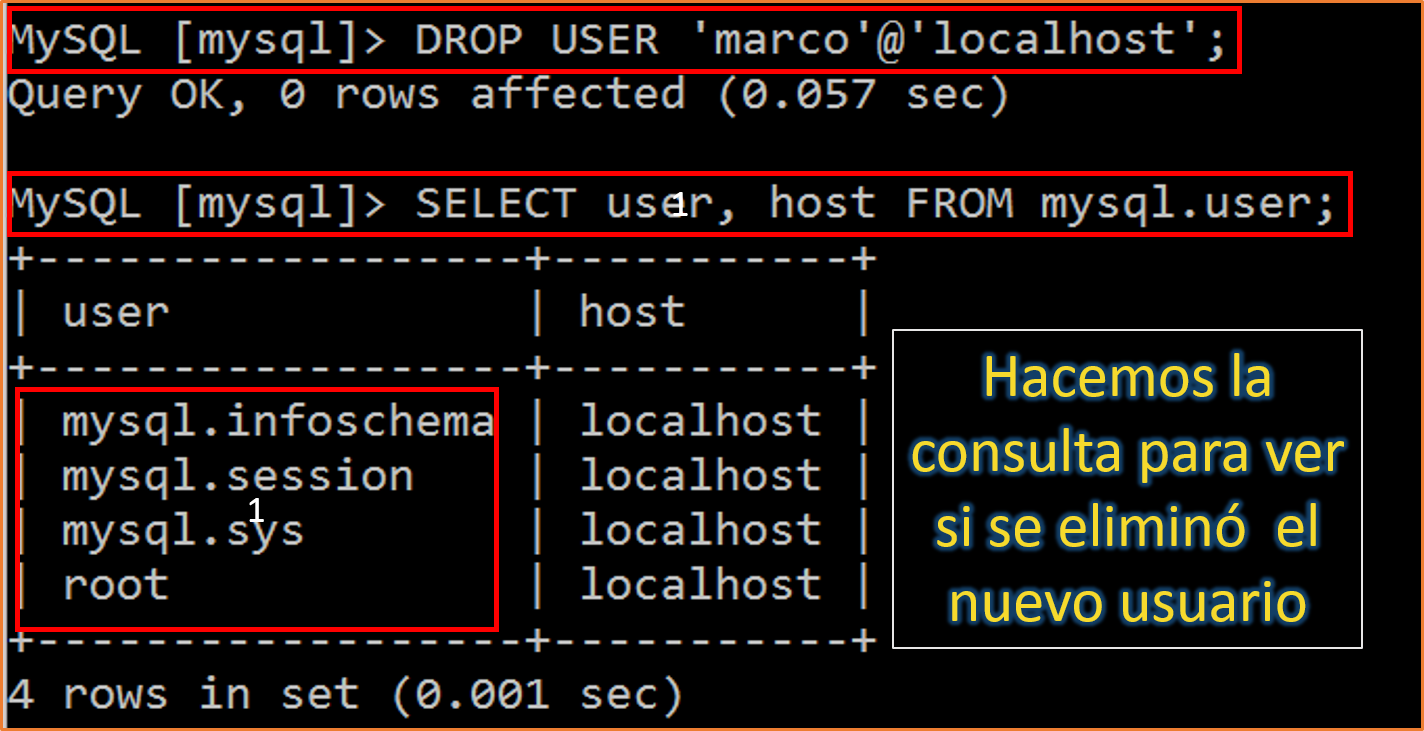 MySQL [mysql]> DROP USER 'marco'@'localhost';
Query OK, 0 rows affected (0.057 sec)
MySQL [mysql]> SELECT user, host FROM mysql.user;
1
+------------------+-----------+
| user             | host      |
+------------------+-----------+
| mysql.infoschema | localhost |
| mysql.session    | localhost |
1
| mysql.sys        | localhost |
| root             | localhost |
+------------------+-----------+
4 rows in set (0.001 sec)
Hacemos la
consulta para ver
si se eliminó  el
nuevo usuario